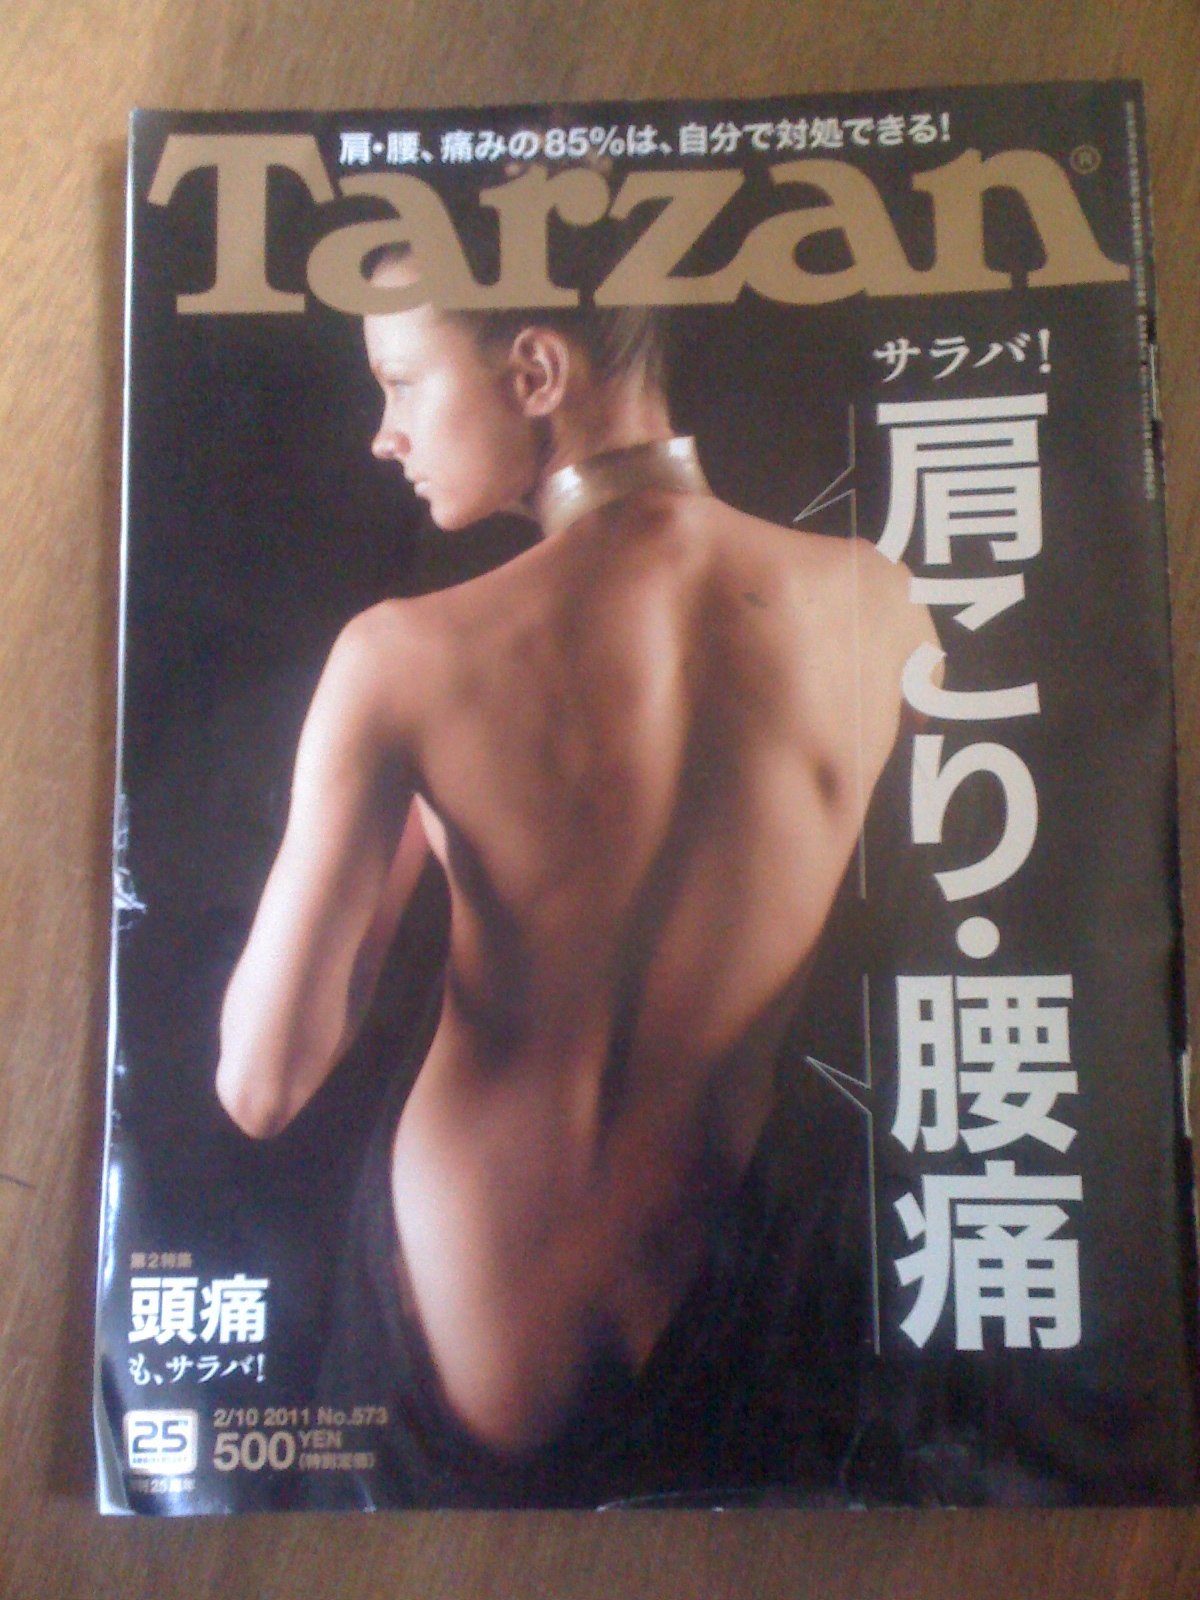 肩・腰、痛みの85%は、自分で対処できる!
Tarzan®
サラバ!
肩こり・腰痛
第2特集
頭痛
も、サラバ!
25
ANNIVERSARY
2/10 2011 No.573
500 YEN
(特別定価)